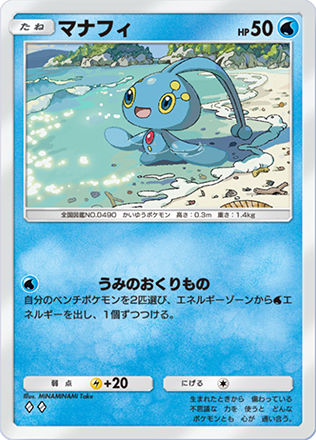 たね マナフィ HP 50
全国図鑑NO.0490 かいゆうポケモン 高さ：0.3m 重さ：1.4kg
うみのおくりもの
自分のベンチポケモンを2匹選び、エネルギーゾーンから水エ
ネルギーを出し、1個ずつつける。
弱点 +20 にげる
Illus. MINAMINAMI Take
生まれたときから 備わっている
不思議な 力を 使うと どんな
ポケモンとも 心が 通い合う。